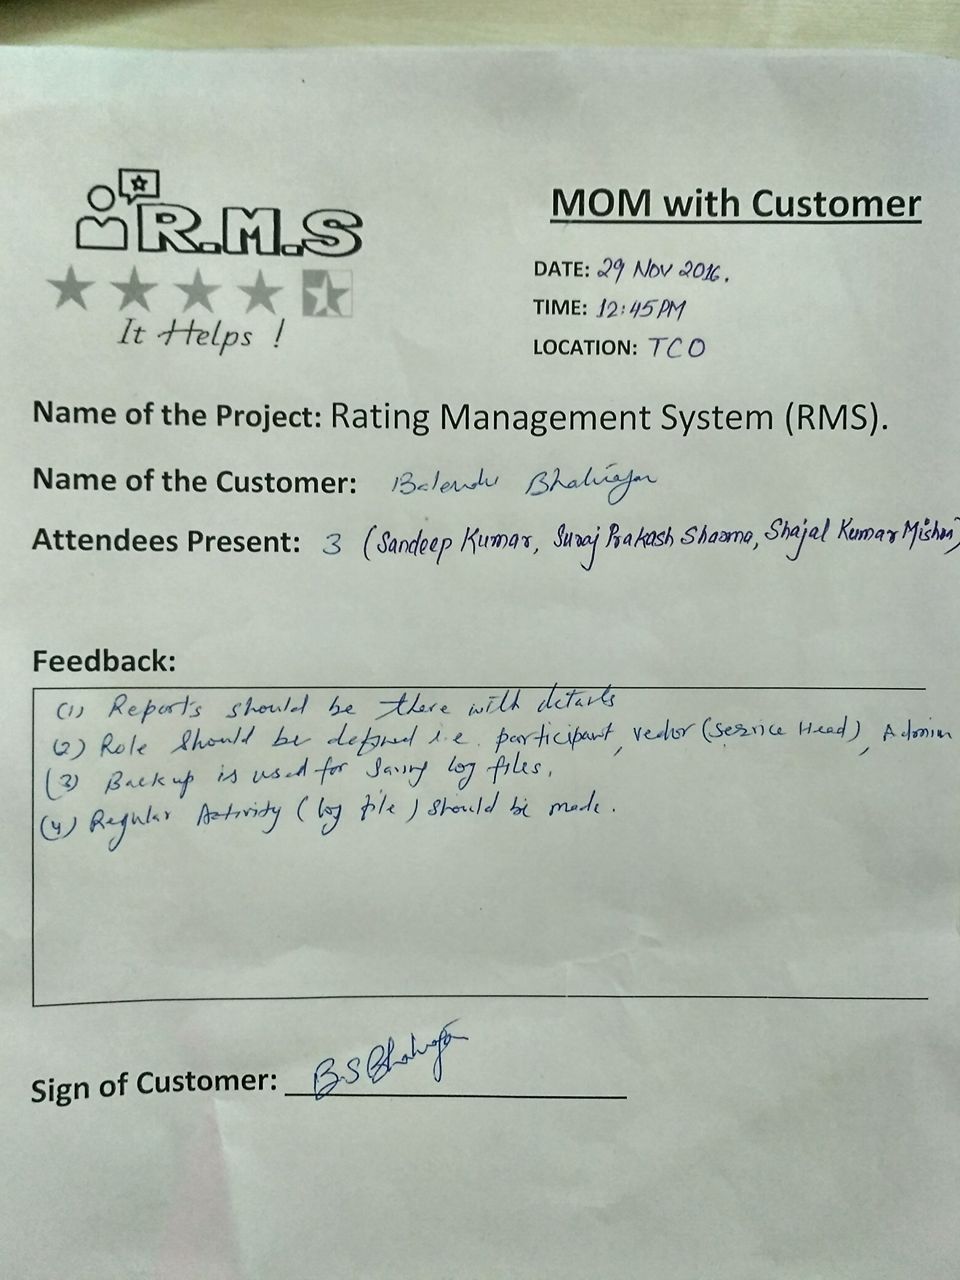 R.M.S
It Helps !
MOM with Customer
DATE: 29 Nov 2016.
TIME: 12:45PM
LOCATION: TCO
Name of the Project: Rating Management System (RMS).
Name of the Customer: Balendu
Attendees Present: 3 (Sandeep Kumar, Suraj Prakash Sharma, Shajal Kumar Mishra)
Feedback:
(1) Reports should be there with details
(2) Role should be defined i.e. participant, vedor (Service Head), Admin
(3) Backup is used for saving log files.
(4) Regular Activity (log file) should be made.
Sign of Customer: